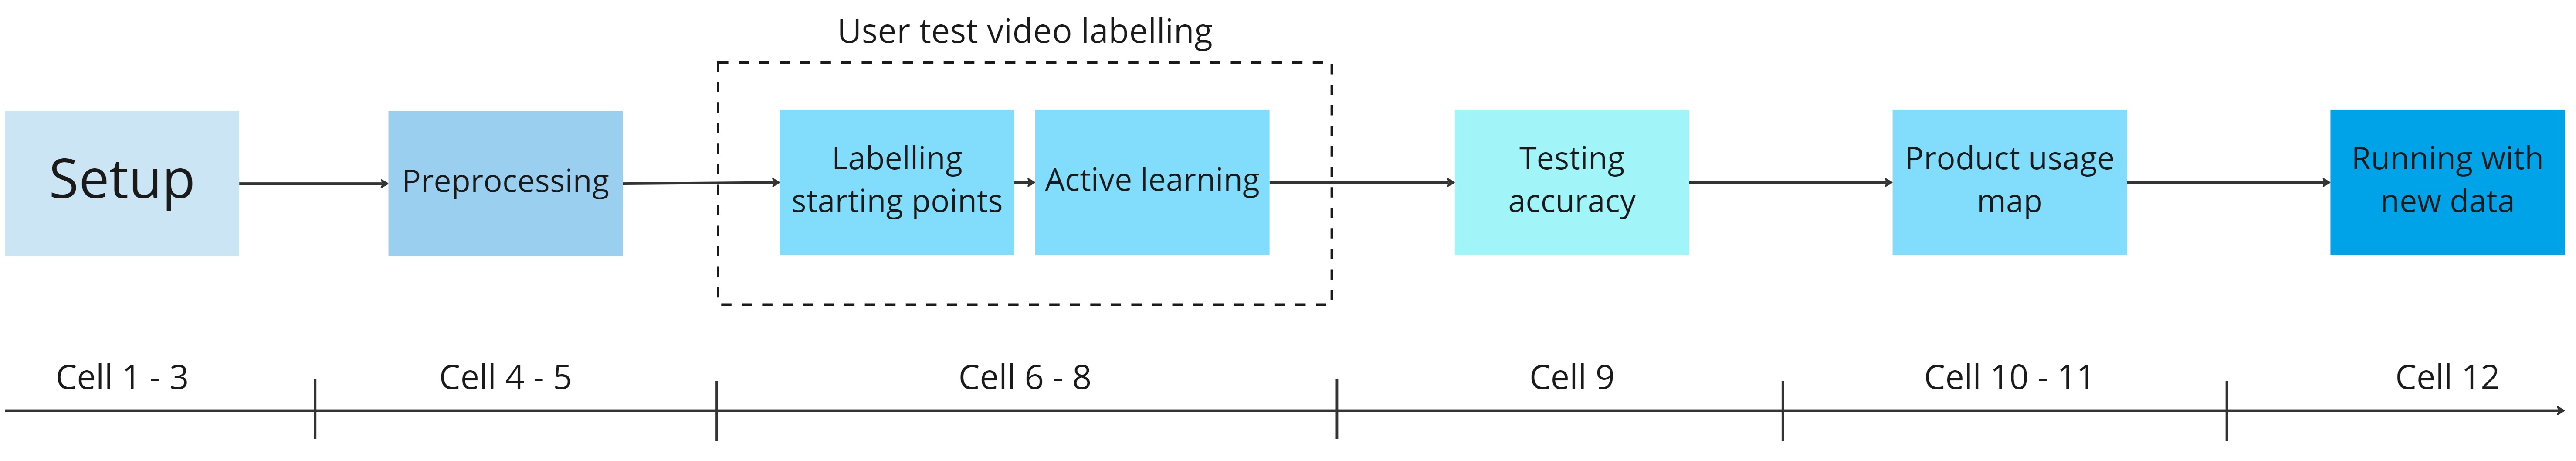 User test video labelling
Setup
Preprocessing
Labelling
starting points
Active learning
Testing
accuracy
Product usage
map
Running with
new data
Cell 1 - 3
Cell 4 - 5
Cell 6 - 8
Cell 9
Cell 10 - 11
Cell 12